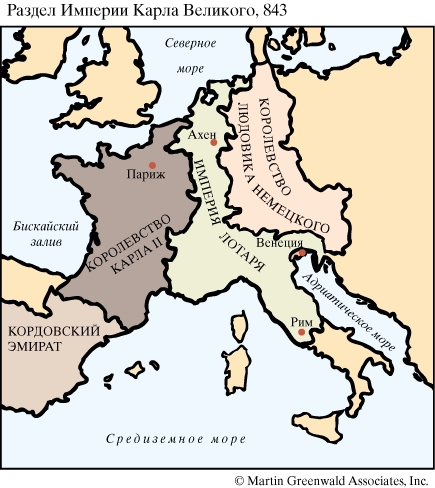 Раздел Империи Карла Великого, 843
Северное
море
Ахен
КОРОЛЕВСТВО
ЛЮДОВИКА НЕМЕЦКОГО
Париж
ИМПЕРИЯ
ЛОТАРЯ
Бискайский
залив
КОРОЛЕВСТВО
КАРЛА II
Венеция
Адриатическое море
КОРДОВСКИЙ
ЭМИРАТ
Рим
Средиземное море
© Martin Greenwald Associates, Inc.